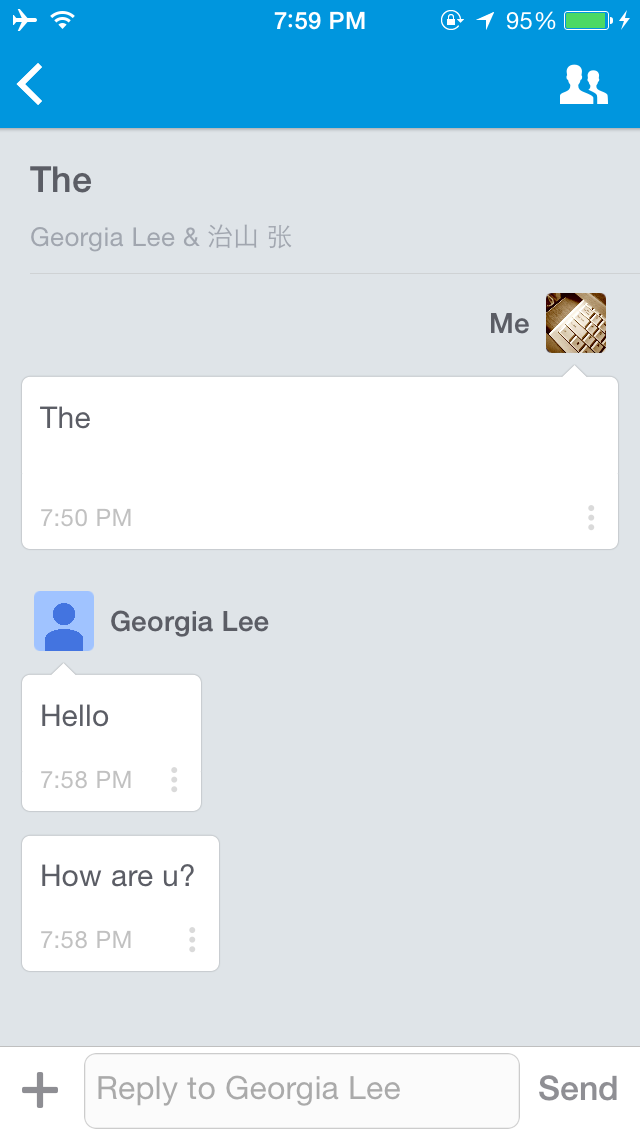 7:59 PM 95%
The
Georgia Lee & 治山 张
Me
The
7:50 PM
Georgia Lee
Hello
7:58 PM
How are u?
7:58 PM
Reply to Georgia Lee Send